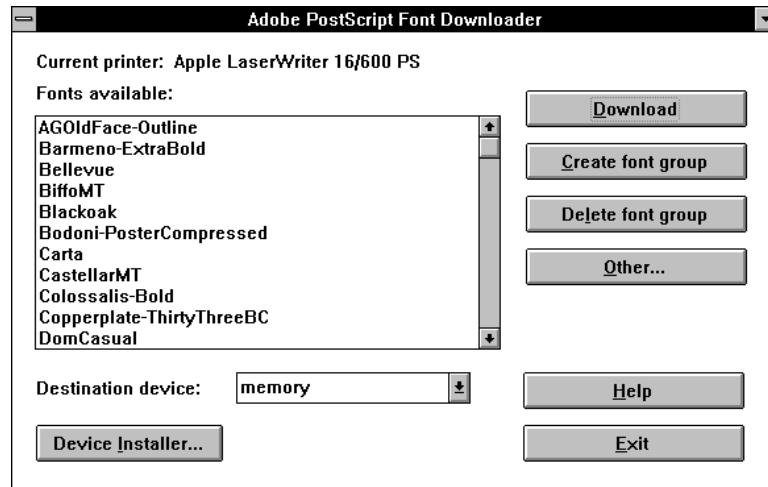 Adobe PostScript Font Downloader
Current printer: Apple LaserWriter 16/600 PS
Fonts available:
AGOldFace-Outline
Barmeno-ExtraBold
Bellevue
BiffoMT
Blackoak
Bodoni-PosterCompressed
Carta
CastellarMT
Colossalis-Bold
Copperplate-ThirtyThreeBC
DomCasual
Download
Create font group
Delete font group
Other...
Destination device: memory
Help
Device Installer...
Exit